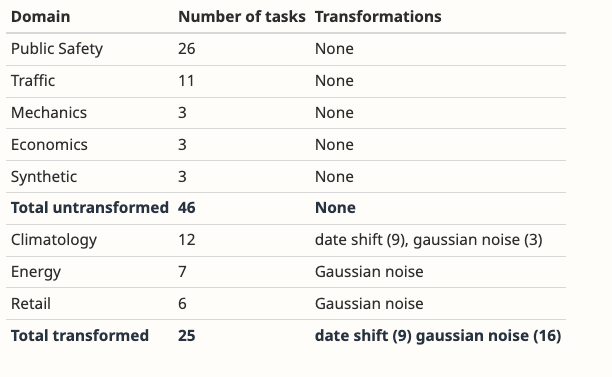 Domain Number of tasks Transformations
Public Safety 26 None
Traffic 11 None
Mechanics 3 None
Economics 3 None
Synthetic 3 None
Total untransformed 46 None
Climatology 12 date shift (9), gaussian noise (3)
Energy 7 Gaussian noise
Retail 6 Gaussian noise
Total transformed 25 date shift (9) gaussian noise (16)